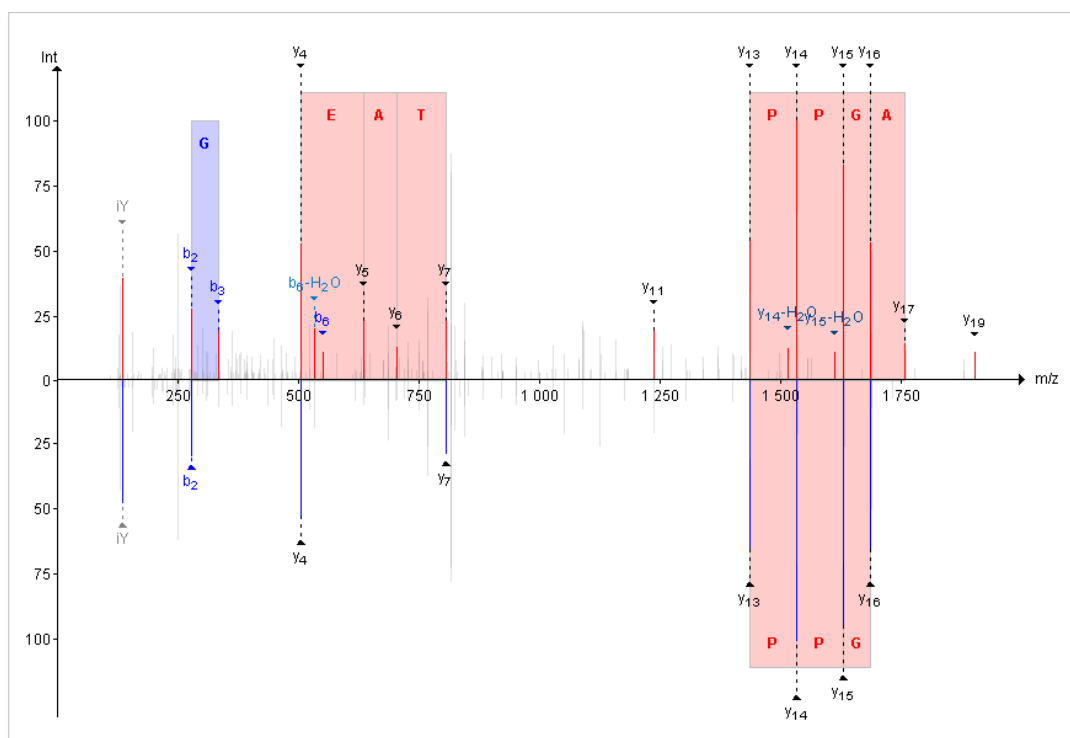 y4 y13 y14 y15 y16
Int
E A T P P G A
100
G
75
iY
50
b2
b6-H2O y5 y7
b3 y11
25
b6 y6 y14-H2O y15-H2O y17 y19
0
250 500 750 1 000 1 250 1 500 1 750 m/z
25
b2 y7
50
iY
y4
75
y13 y16
100
P P G
y15
y14